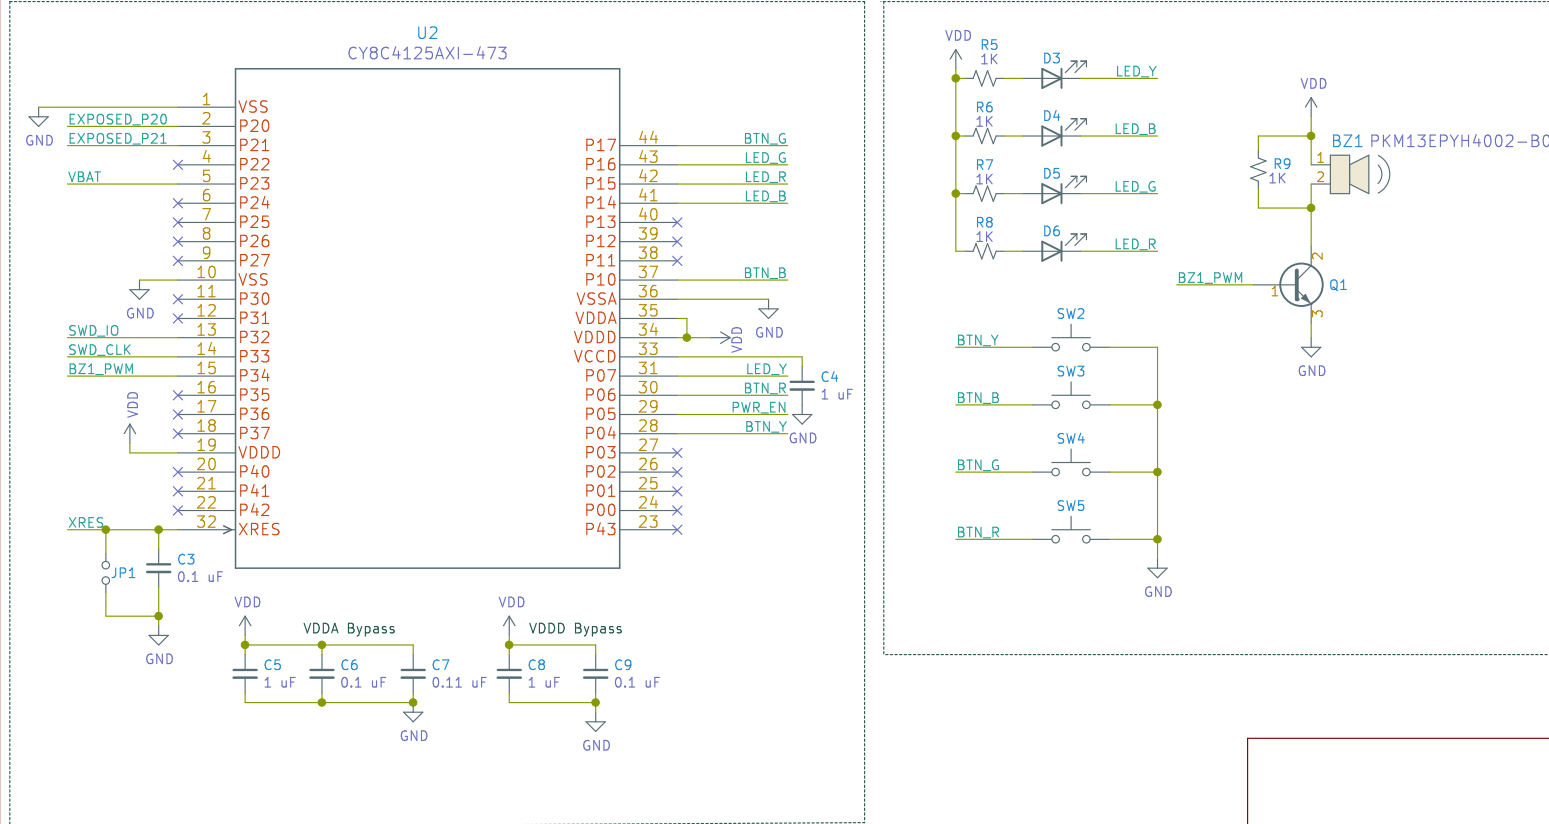 U2
CY8C4125AXI-473
1 VSS
GND
EXPOSED_P20 2 P20
EXPOSED_P21 3 P21
4 P22
VBAT 5 P23
6 P24
7 P25
8 P26
9 P27
10 VSS
GND
11 P30
12 P31
SWD_IO 13 P32
SWD_CLK 14 P33
BZ1_PWM 15 P34
16 P35
VDD
17 P36
18 P37
19 VDDD
20 P40
21 P41
22 P42
XRES 32 XRES
P17 44 BTN_G
P16 43 LED_G
P15 42 LED_R
P14 41 LED_B
P13 40
P12 39
P11 38
P10 37 BTN_B
VSSA 36
GND
VDDA 35
VDDD 34 VDD
VCCD 33
P07 31 LED_Y
P06 30 BTN_R
P05 29 PWR_EN
P04 28 BTN_Y
P03 27
P02 26
P01 25
P00 24
P43 23
C4
1 uF
GND
JP1
C3
0.1 uF
GND
VDD
VDDA Bypass
C5
1 uF
C6
0.1 uF
C7
0.11 uF
GND
VDD
VDDD Bypass
C8
1 uF
C9
0.1 uF
GND
VDD
R5
1K
D3
LED_Y
R6
1K
D4
LED_B
R7
1K
D5
LED_G
R8
1K
D6
LED_R
VDD
BZ1 PKM13EPYH4002-B0
1
2
R9
1K
2
BZ1_PWM
1
Q1
3
GND
SW2
BTN_Y
SW3
BTN_B
SW4
BTN_G
SW5
BTN_R
GND